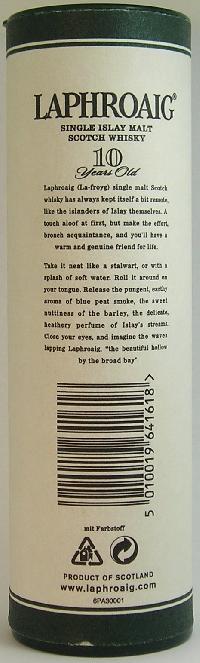 LAPHROAIG®
SINGLE ISLAY MALT
SCOTCH WHISKY
10
Years Old
Laphroaig (La-froyg) single malt Scotch
whisky has always kept itself a bit remote,
like the islanders of Islay themselves. A
touch aloof at first, but make the effort,
broach acquaintance, and you'll have a
warm and genuine friend for life.
Take it neat like a stalwart, or with a
splash of soft water. Roll it around on
your tongue. Release the pungent, earthy
aroma of blue peat smoke, the sweet
nuttiness of the barley, the delicate,
heathery perfume of Islay's streams.
Close your eyes, and imagine the waves
lapping Laphroaig, "the beautiful hollow
by the broad bay"
5 010019 641618 >
mit Farbstoff
PRODUCT OF SCOTLAND
www.laphroaig.com
6PA30001